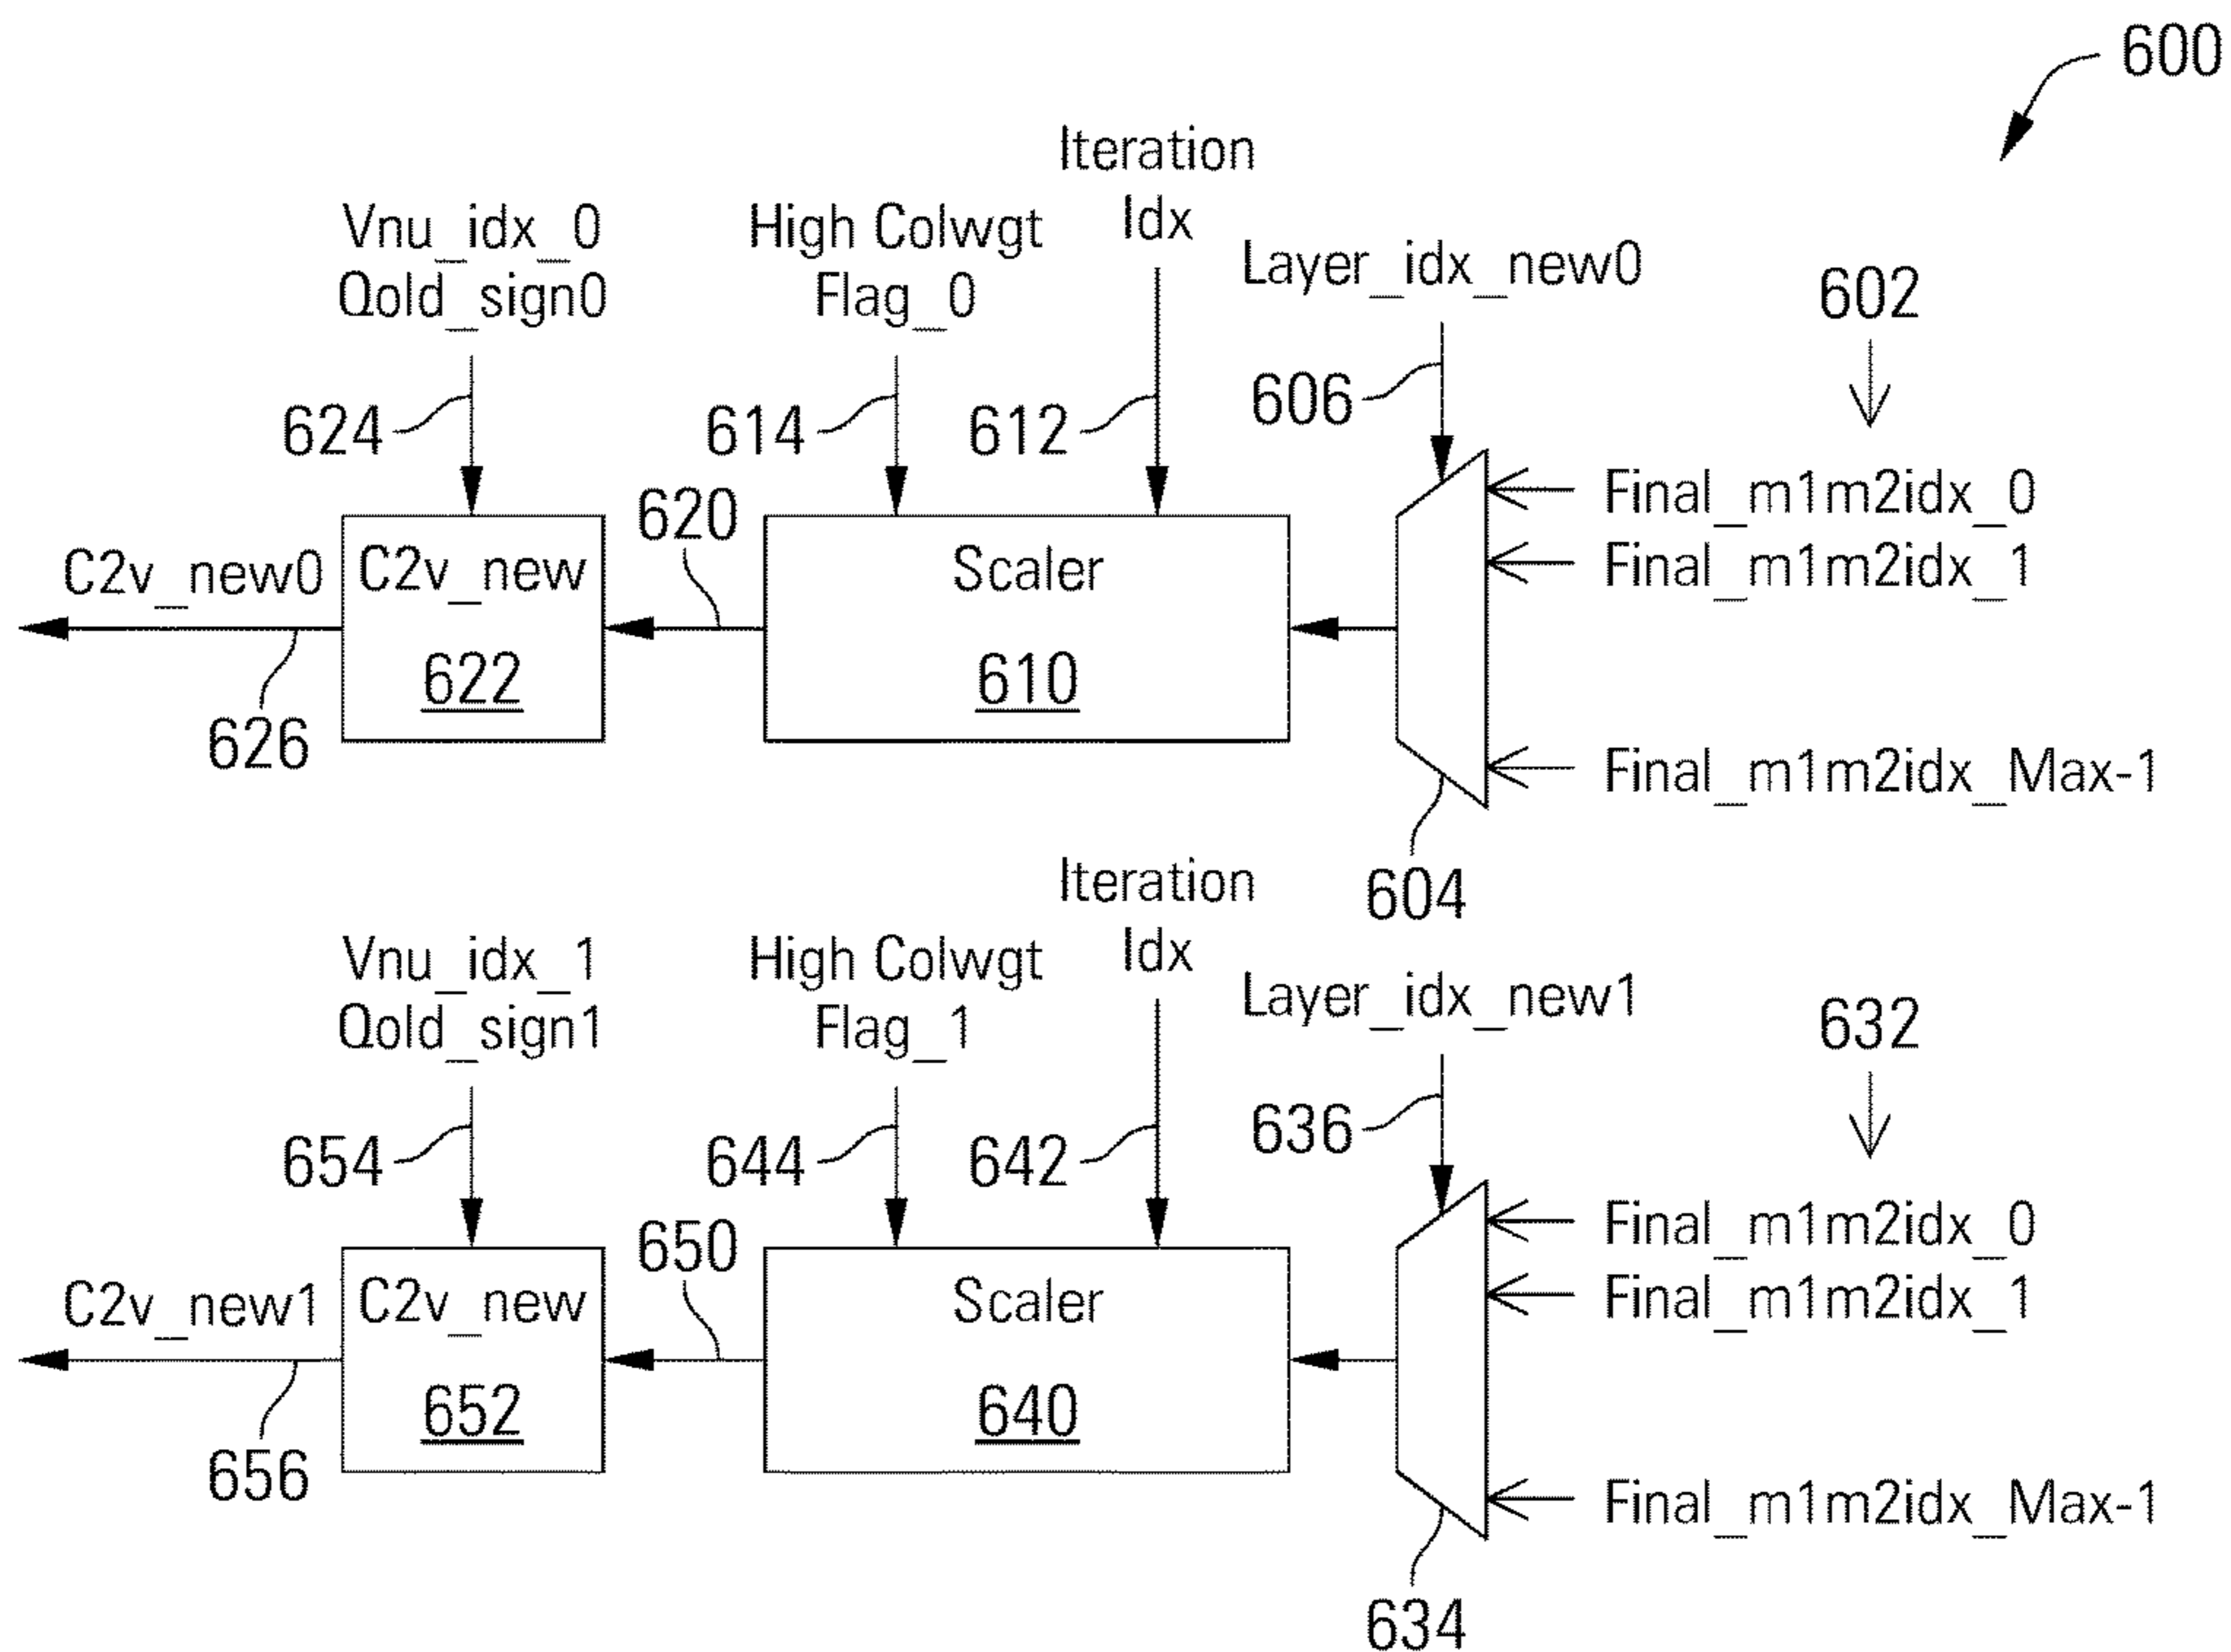 600
Iteration
Idx
Vnu_idx_0
Qold_sign0
High Colwgt
Flag_0
Layer_idx_new0
602
624
614
612
606
620
Final_m1m2idx_0
Final_m1m2idx_1
C2v_new0
C2v_new
622
Scaler
610
626
Final_m1m2idx_Max-1
604
Iteration
Idx
Vnu_idx_1
Qold_sign1
High Colwgt
Flag_1
Layer_idx_new1
632
654
644
642
636
650
Final_m1m2idx_0
Final_m1m2idx_1
C2v_new1
C2v_new
652
Scaler
640
656
Final_m1m2idx_Max-1
634